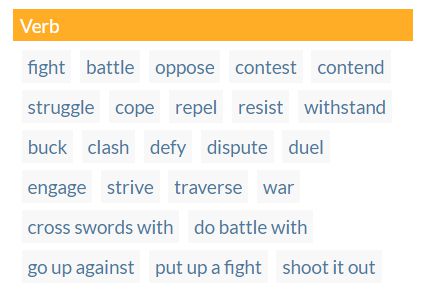 Verb
fight battle oppose contest contend
struggle cope repel resist withstand
buck clash defy dispute duel
engage strive traverse war
cross swords with do battle with
go up against put up a fight shoot it out